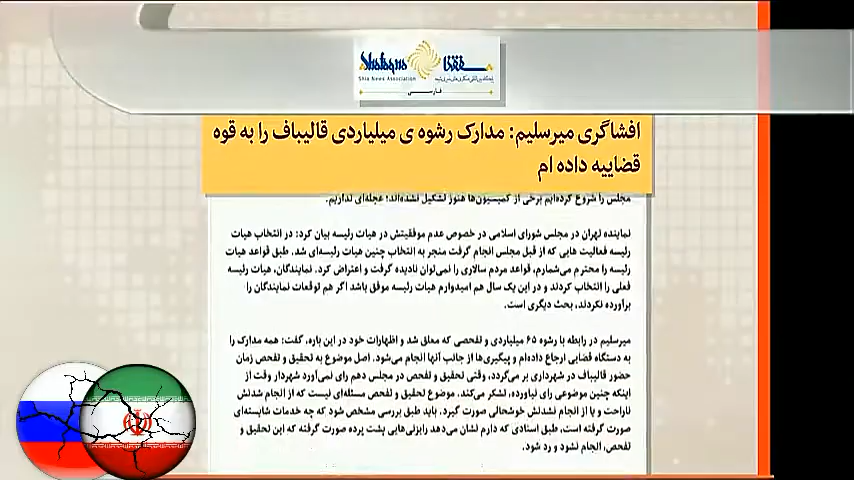 شفقنا Shafaqna
Shia News Association
فارسی
افشاگری میرسلیم: مدارک رشوه ی میلیاردی قالیباف را به قوه
قضاییه داده ام
مجلس را شروع کرده‌ایم برخی از کمیسیون‌ها هنوز تشکیل نشده‌اند؛ عجله‌ای نداریم.
نماینده تهران در مجلس شورای اسلامی در خصوص عدم موفقیتش در هیات رئیسه بیان کرد: در انتخاب هیات
رئیسه فعالیت هایی که از قبل مجلس انجام گرفت منجر به انتخاب چنین هیات رئیسه‌ای شد. طبق قواعد هیات
رئیسه را محترم می‌شمارم، قواعد مردم سالاری را نمی‌توان نادیده گرفت و اعتراض کرد. نمایندگان، هیات رئیسه
فعلی را انتخاب کردند و در این یک سال هم امیدوارم هیات رئیسه موفق باشد اگر هم توقعات نمایندگان را
برآورده نکردند، بحث دیگری است.
میرسلیم در رابطه با رشوه ۶۵ میلیاردی و تفحصی که معلق شد و اظهارات خود در این باره، گفت: همه مدارک را
به دستگاه قضایی ارجاع داده‌ام و پیگیری‌ها از جانب آنها انجام می‌شود. اصل موضوع به تحقیق و تفحص زمان
حضور قالیباف در شهرداری بر می‌گردد، وقتی تحقیق و تفحص در مجلس دهم رای نمی‌آورد شهردار وقت از
اینکه چنین موضوعی رای نیاورده، تشکر می‌کند. موضوع تحقیق و تفحص مسئله‌ای نیست که از انجام شدنش
ناراحت و یا از انجام نشدنش خوشحالی صورت گیرد. باید طبق بررسی مشخص شود که چه خدمات شایسته‌ای
صورت گرفته است. طبق اسنادی که دارم نشان می‌دهد رایزنی‌هایی پشت پرده صورت گرفته که این تحقیق و
تفحص، انجام نشود و رد شود.